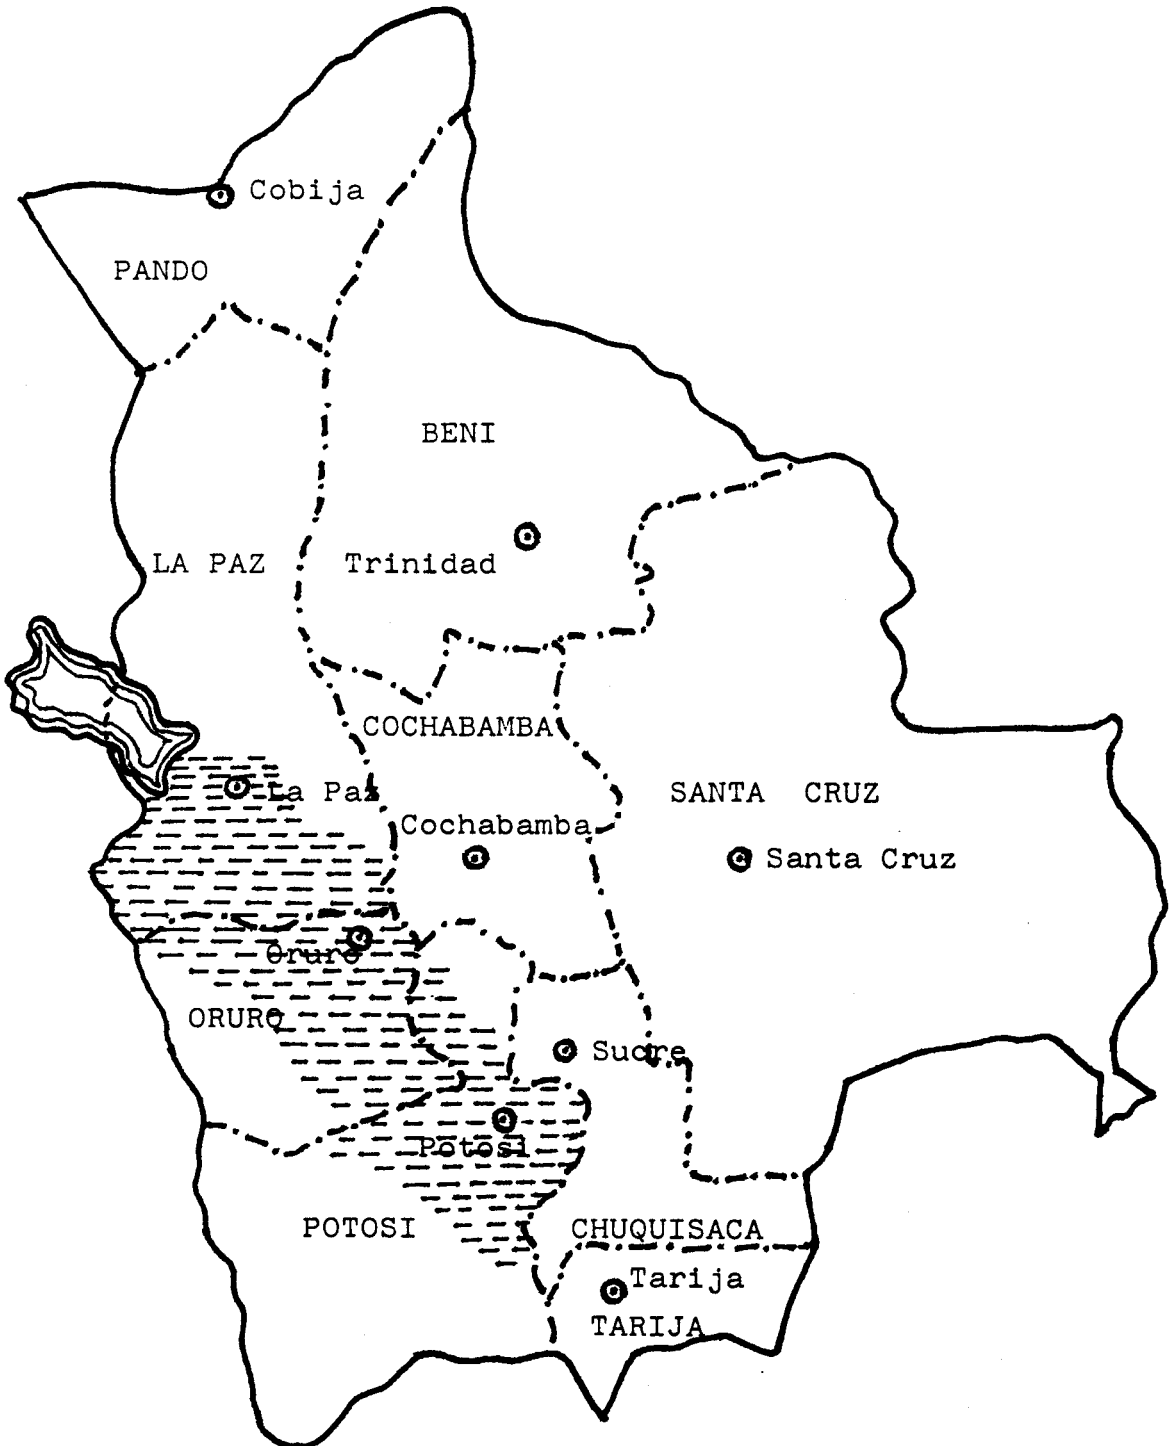 Cobija
PANDO
BENI
LA PAZ
Trinidad
COCHABAMBA
La Paz
SANTA CRUZ
Cochabamba
Santa Cruz
Oruro
ORURO
Sucre
Potosi
POTOSI
CHUQUISACA
Tarija
TARIJA